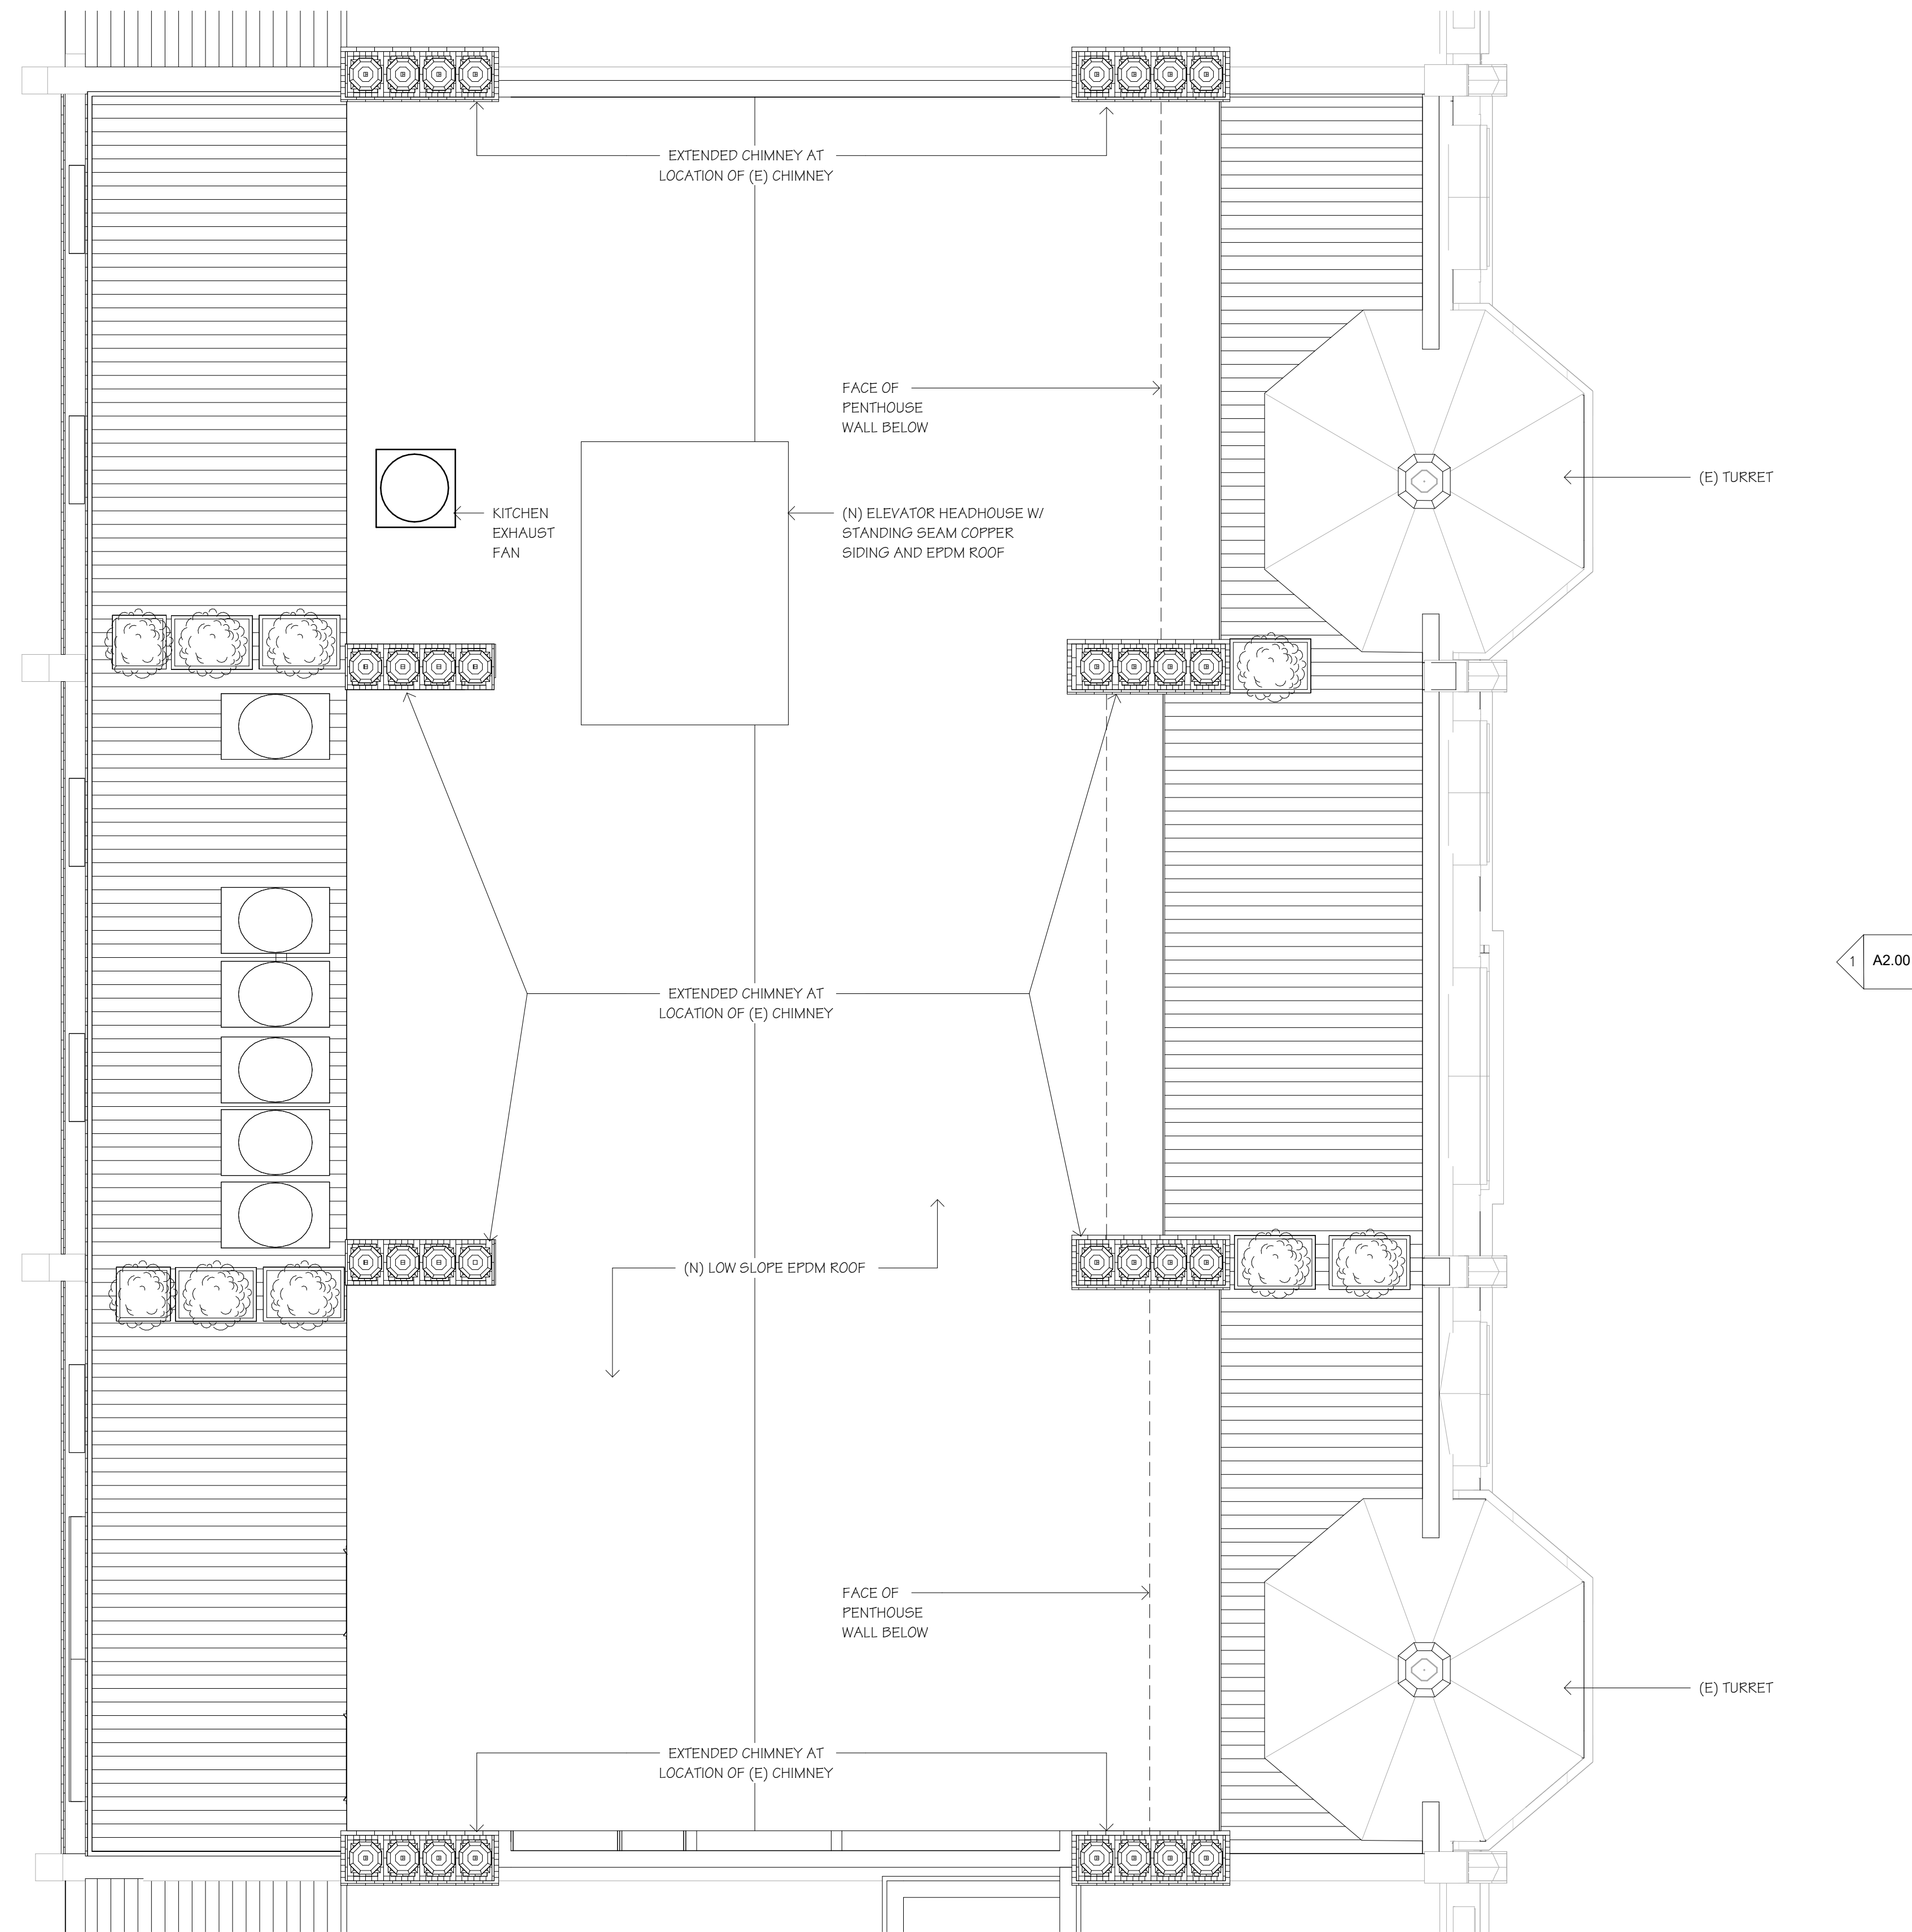 EXTENDED CHIMNEY AT
LOCATION OF (E) CHIMNEY
FACE OF
PENTHOUSE
WALL BELOW
(E) TURRET
KITCHEN
EXHAUST
FAN
(N) ELEVATOR HEADHOUSE W/
STANDING SEAM COPPER
SIDING AND EPDM ROOF
1
A2.00
EXTENDED CHIMNEY AT
LOCATION OF (E) CHIMNEY
(N) LOW SLOPE EPDM ROOF
FACE OF
PENTHOUSE
WALL BELOW
(E) TURRET
EXTENDED CHIMNEY AT
LOCATION OF (E) CHIMNEY